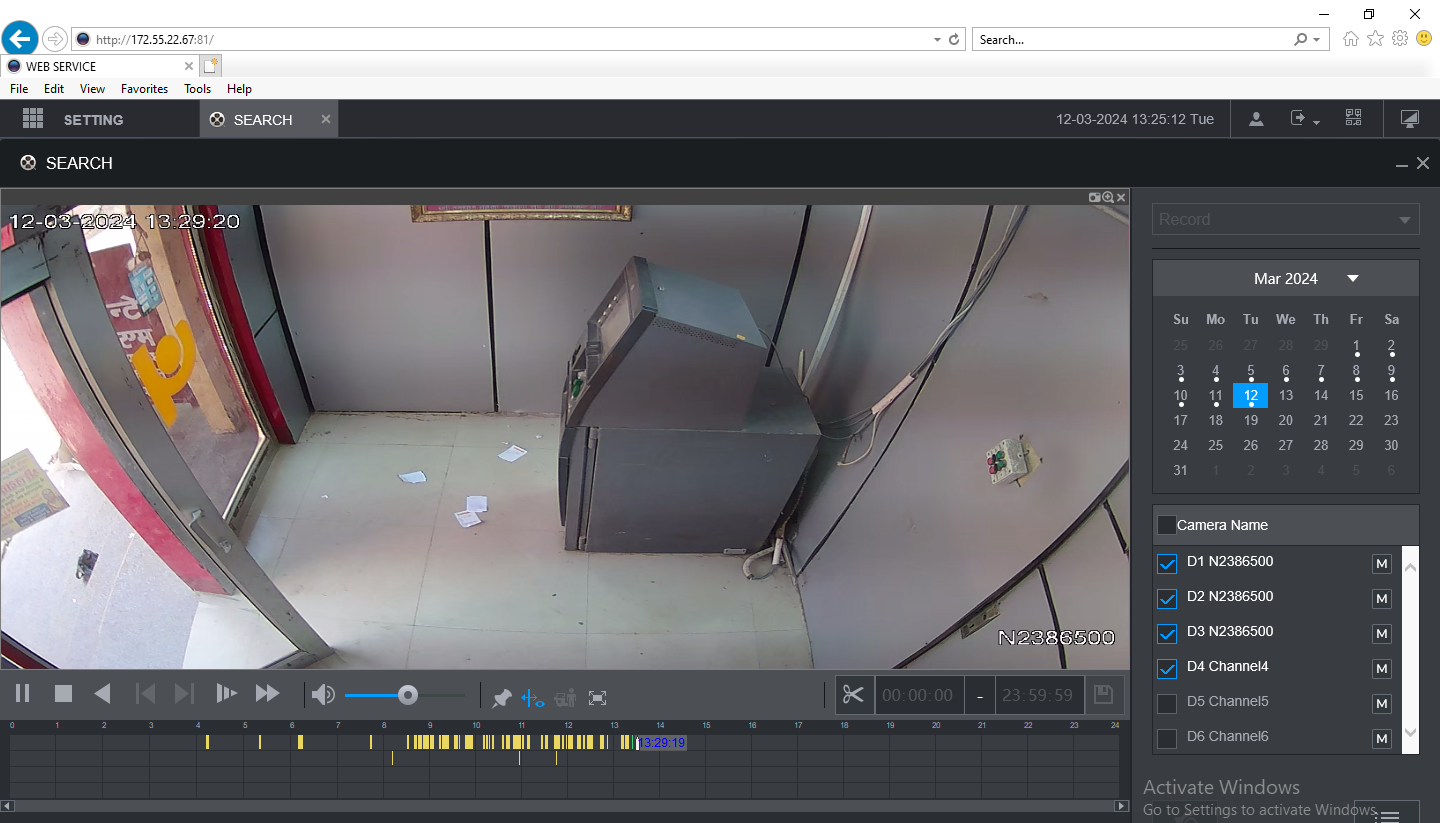 http://172.55.22.67:81/
Search...
WEB SERVICE
File Edit View Favorites Tools Help
SETTING
SEARCH
12-03-2024 13:25:12 Tue
SEARCH
12-03-2024 13:29:20
N2386500
Record
Mar 2024
Su Mo Tu We Th Fr Sa
25 26 27 28 29 1 2
3 4 5 6 7 8 9
10 11 12 13 14 15 16
17 18 19 20 21 22 23
24 25 26 27 28 29 30
31 1 2 3 4 5 6
Camera Name
D1 N2386500 M
D2 N2386500 M
D3 N2386500 M
D4 Channel4 M
D5 Channel5 M
D6 Channel6 M
00:00:00 - 23:59:59
0 1 2 3 4 5 6 7 8 9 10 11 12 13 14 15 16 17 18 19 20 21 22 23 24
13:29:19
Activate Windows
Go to Settings to activate Windows.